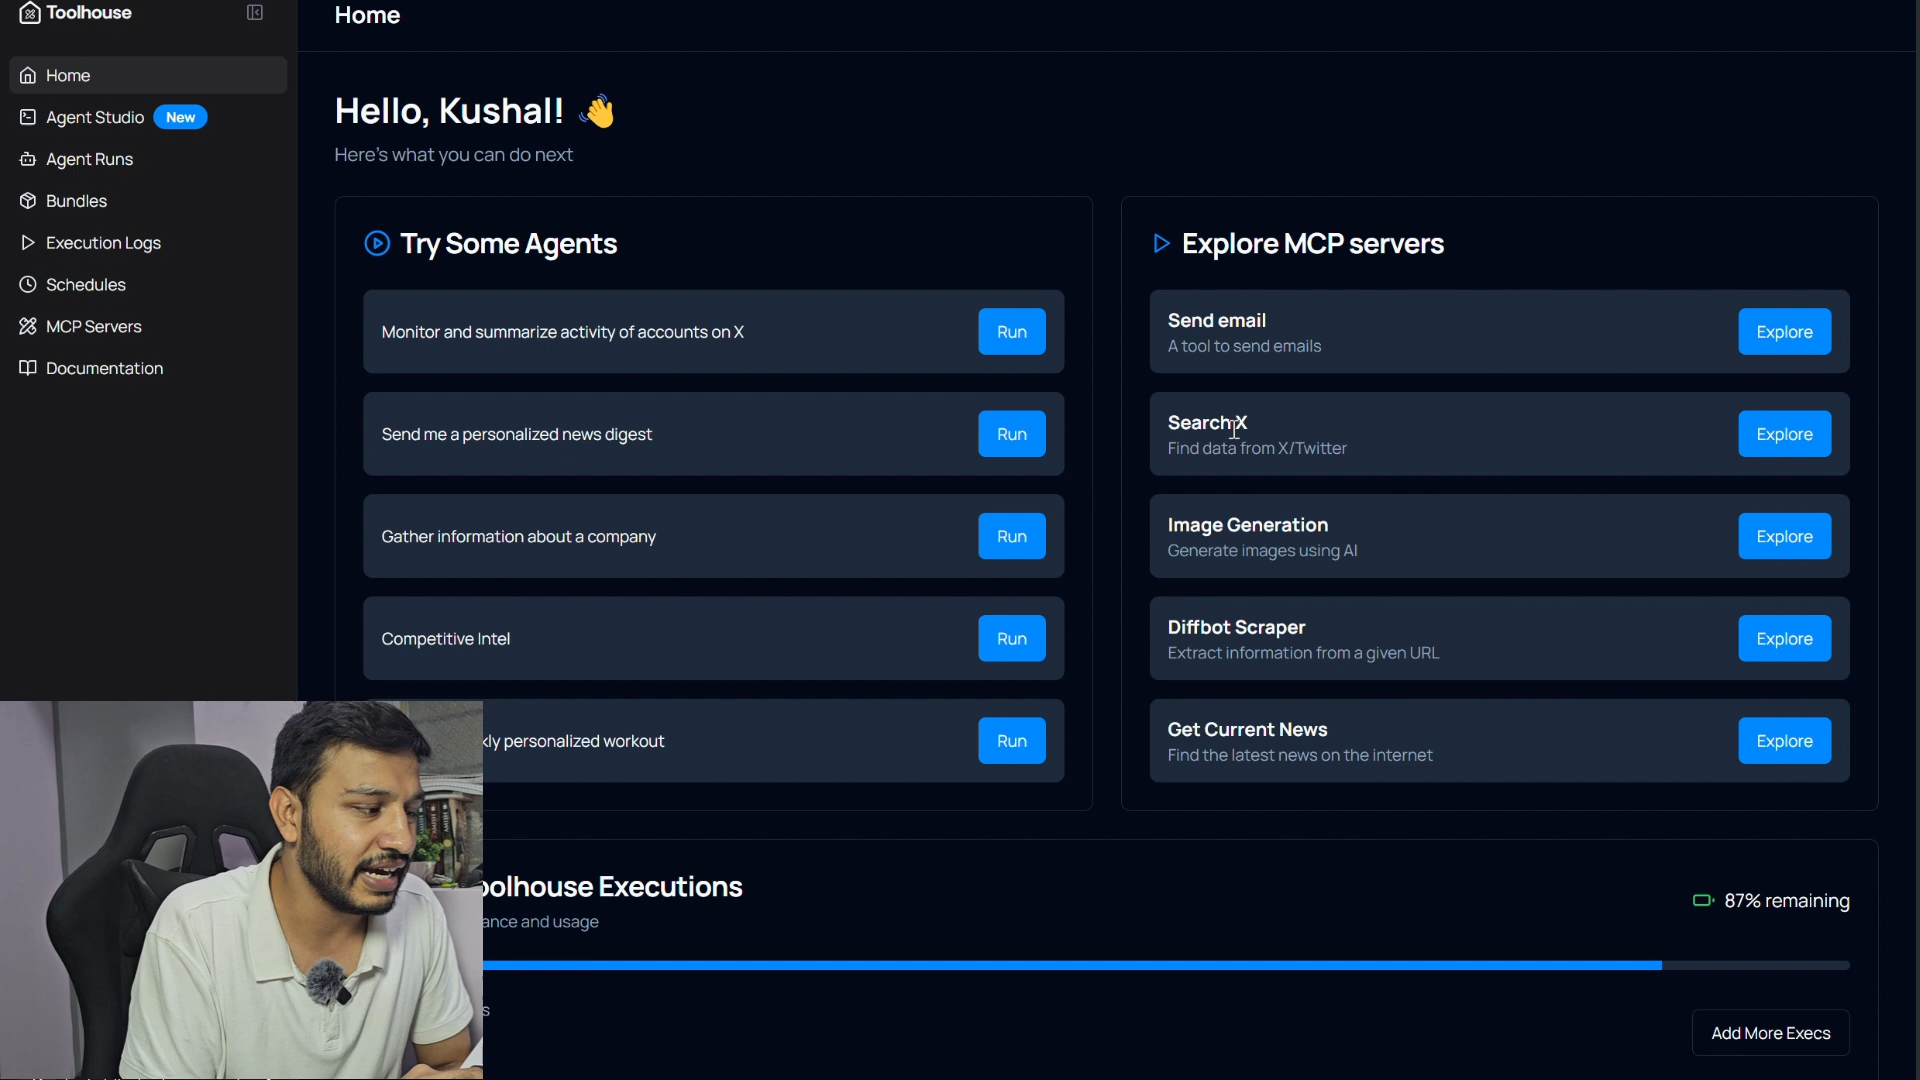 Toolhouse
Home
Agent Studio New
Agent Runs
Bundles
Execution Logs
Schedules
MCP Servers
Documentation
Home
Hello, Kushal! 👋
Here's what you can do next
Try Some Agents
Monitor and summarize activity of accounts on X
Run
Send me a personalized news digest
Run
Gather information about a company
Run
Competitive Intel
Run
kly personalized workout
Run
Explore MCP servers
Send email
A tool to send emails
Explore
Search X
Find data from X/Twitter
Explore
Image Generation
Generate images using AI
Explore
Diffbot Scraper
Extract information from a given URL
Explore
Get Current News
Find the latest news on the internet
Explore
oolhouse Executions
ance and usage
87% remaining
s
Add More Execs